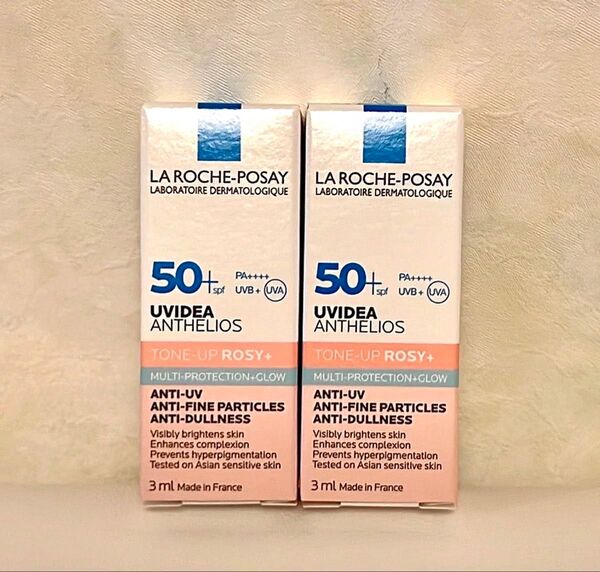 LA ROCHE-POSAY
LABORATOIRE DERMATOLOGIQUE
50+ spf
PA++++
UVB + UVA
UVIDEA
ANTHELIOS
TONE-UP ROSY+
MULTI-PROTECTION+GLOW
ANTI-UV
ANTI-FINE PARTICLES
ANTI-DULLNESS
Visibly brightens skin
Enhances complexion
Prevents hyperpigmentation
Tested on Asian sensitive skin
3 ml Made in France
LA ROCHE-POSAY
LABORATOIRE DERMATOLOGIQUE
50+ spf
PA++++
UVB + UVA
UVIDEA
ANTHELIOS
TONE-UP ROSY+
MULTI-PROTECTION+GLOW
ANTI-UV
ANTI-FINE PARTICLES
ANTI-DULLNESS
Visibly brightens skin
Enhances complexion
Prevents hyperpigmentation
Tested on Asian sensitive skin
3 ml Made in France